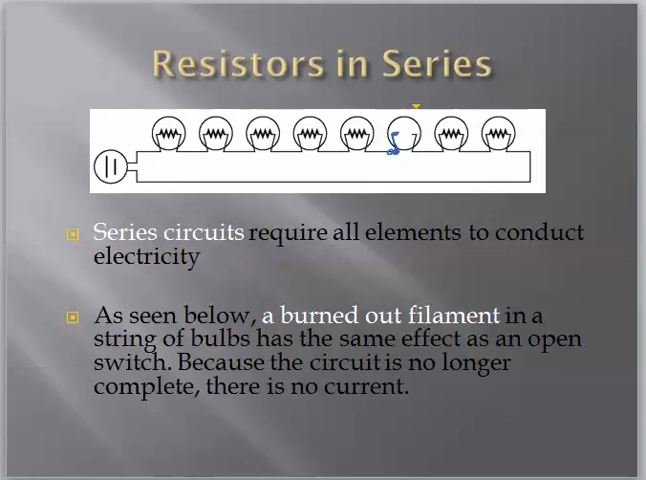 Resistors in Series
Series circuits require all elements to conduct
electricity
As seen below, a burned out filament in a
string of bulbs has the same effect as an open
switch. Because the circuit is no longer
complete, there is no current.